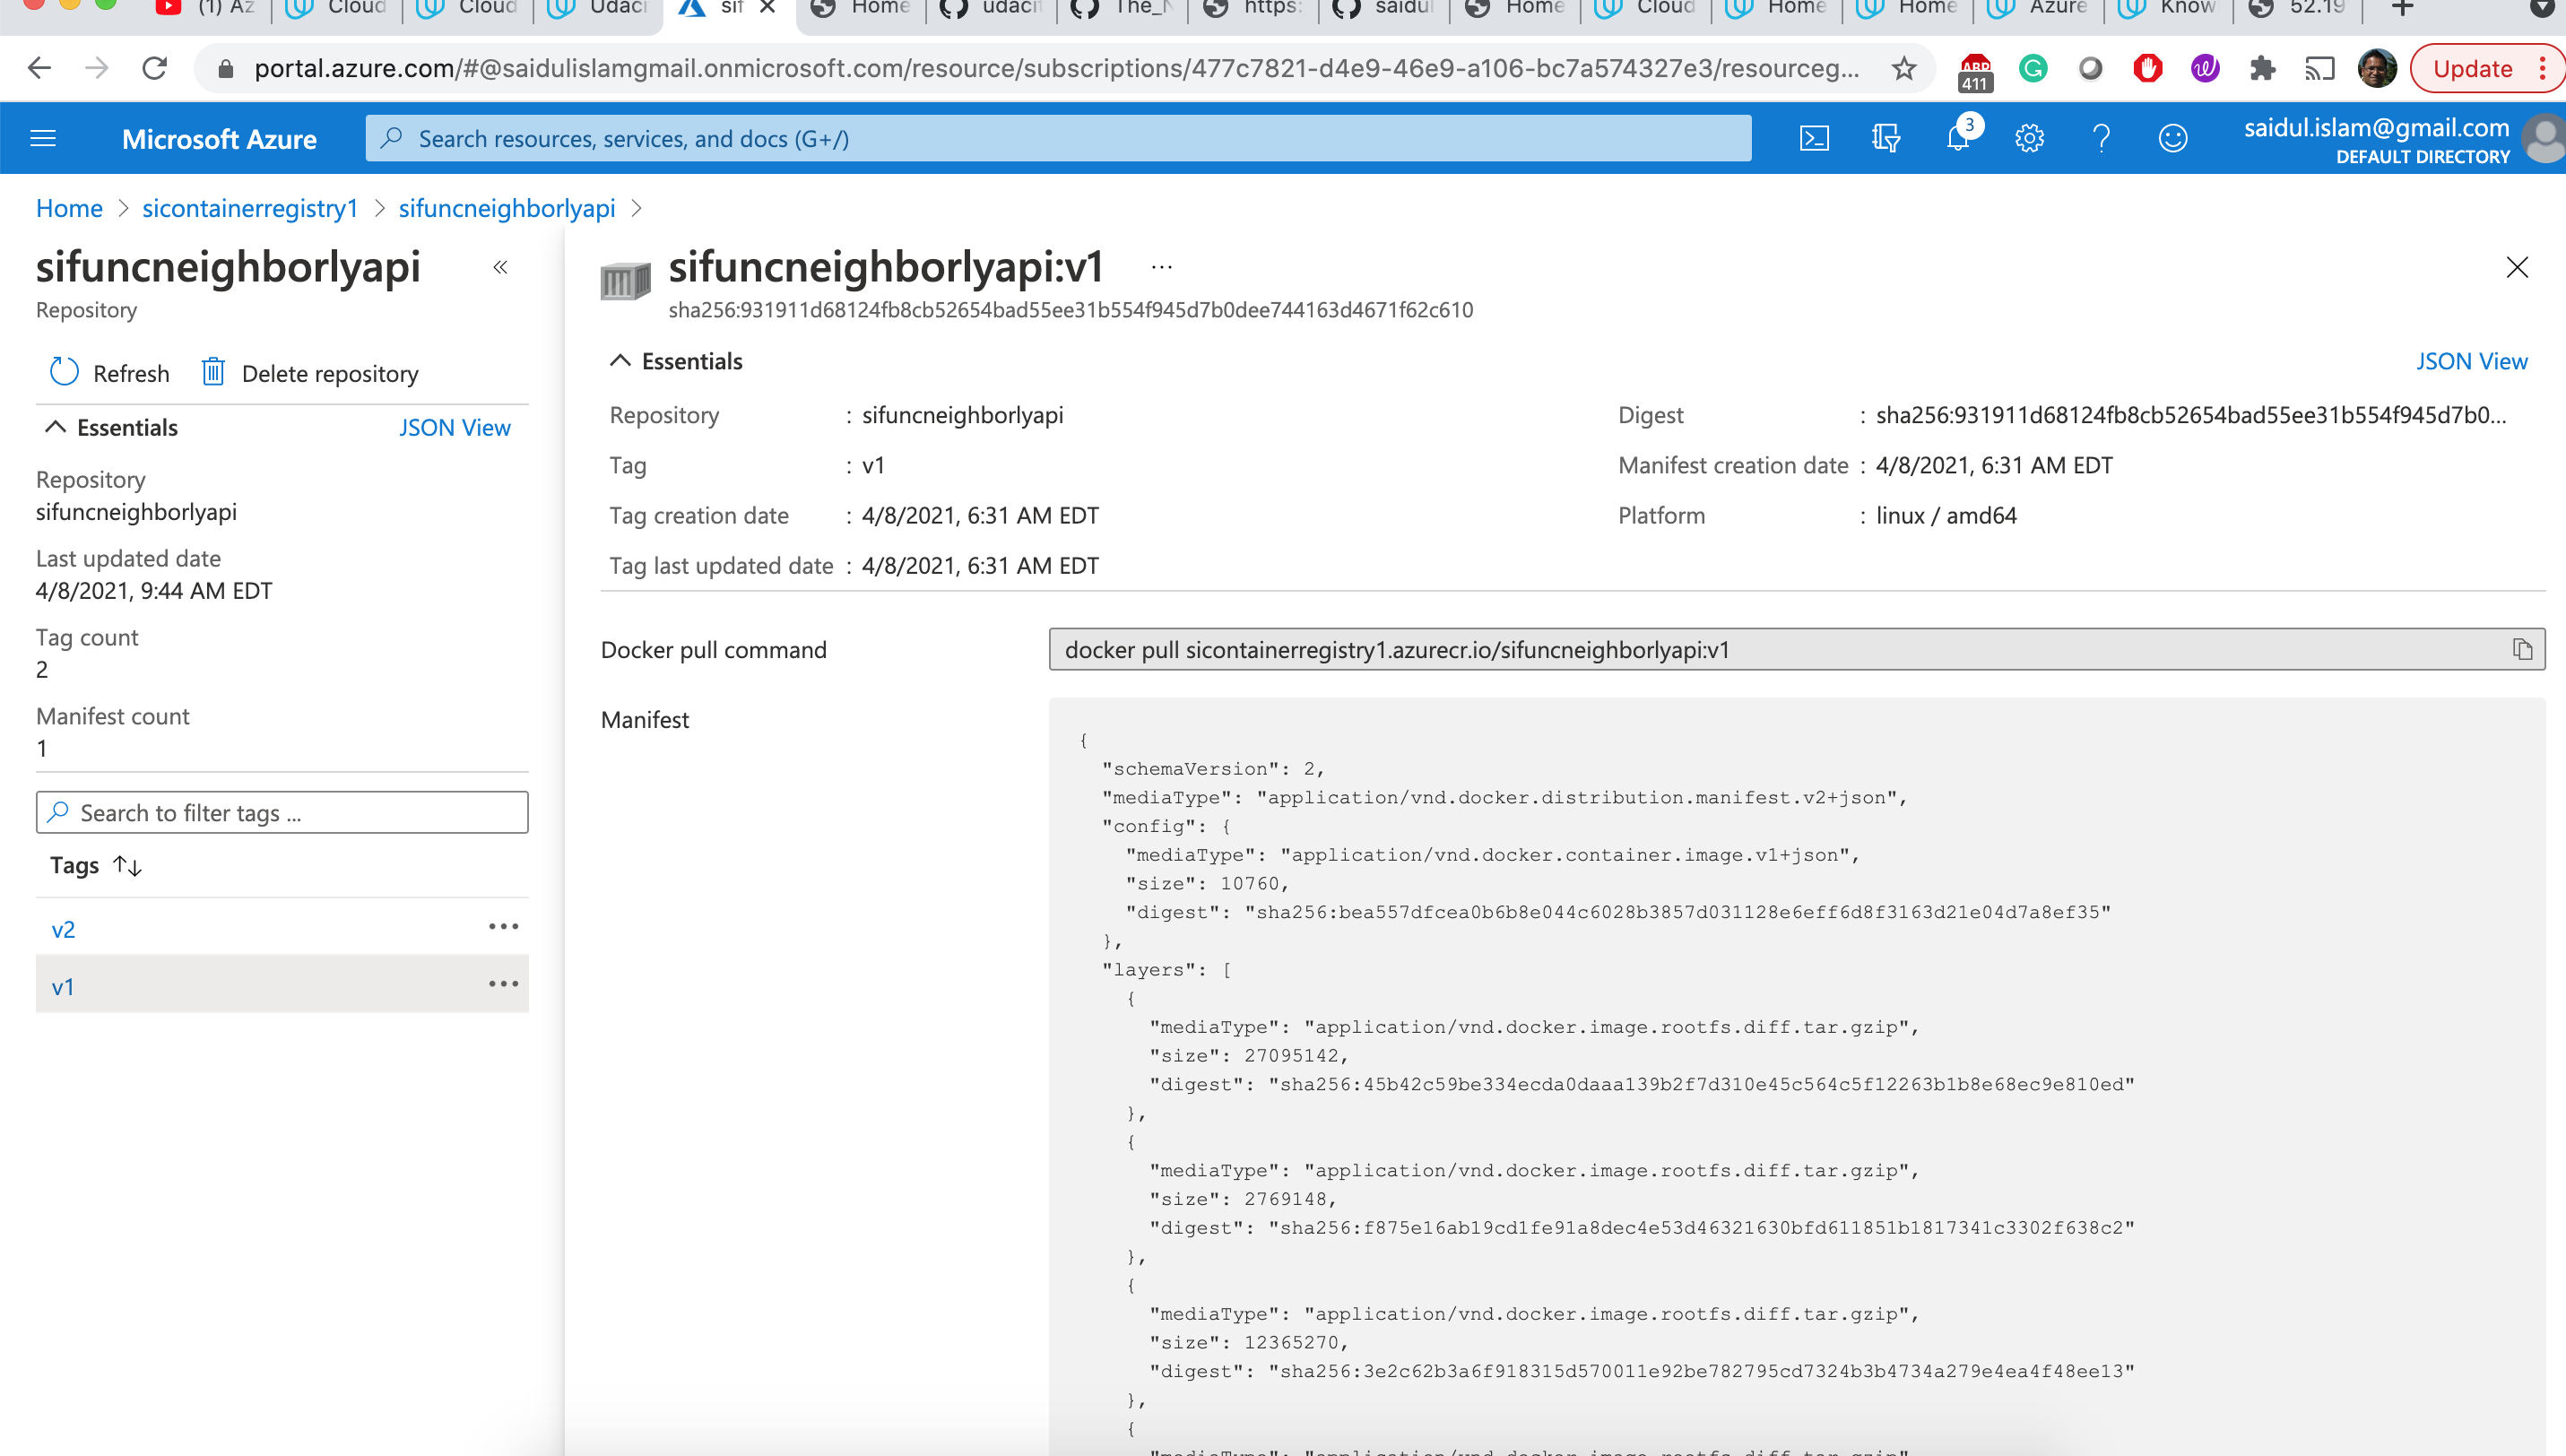 (1) Az
Cloud
Cloud
Udaci
sif
Home
udacit
The_N
https:
saidul
Home
Cloud
Home
Home
Azure
Know
52.19
portal.azure.com/#@saidulislamgmail.onmicrosoft.com/resource/subscriptions/477c7821-d4e9-46e9-a106-bc7a574327e3/resourceg...
ABP
411
Update
Microsoft Azure
Search resources, services, and docs (G+/)
3
saidul.islam@gmail.com
DEFAULT DIRECTORY
Home > sicontainerregistry1 > sifuncneighborlyapi >
sifuncneighborlyapi
Repository
Refresh
Delete repository
Essentials
JSON View
Repository
sifuncneighborlyapi
Last updated date
4/8/2021, 9:44 AM EDT
Tag count
2
Manifest count
1
Search to filter tags ...
Tags
v2
v1
sifuncneighborlyapi:v1 ...
sha256:931911d68124fb8cb52654bad55ee31b554f945d7b0dee744163d4671f62c610
Essentials
JSON View
Repository : sifuncneighborlyapi
Tag : v1
Tag creation date : 4/8/2021, 6:31 AM EDT
Tag last updated date : 4/8/2021, 6:31 AM EDT
Digest : sha256:931911d68124fb8cb52654bad55ee31b554f945d7b0...
Manifest creation date : 4/8/2021, 6:31 AM EDT
Platform : linux / amd64
Docker pull command
docker pull sicontainerregistry1.azurecr.io/sifuncneighborlyapi:v1
Manifest
{
"schemaVersion": 2,
"mediaType": "application/vnd.docker.distribution.manifest.v2+json",
"config": {
"mediaType": "application/vnd.docker.container.image.v1+json",
"size": 10760,
"digest": "sha256:bea557dfcea0b6b8e044c6028b3857d031128e6eff6d8f3163d21e04d7a8ef35"
},
"layers": [
{
"mediaType": "application/vnd.docker.image.rootfs.diff.tar.gzip",
"size": 27095142,
"digest": "sha256:45b42c59be334ecda0daaa139b2f7d310e45c564c5f12263b1b8e68ec9e810ed"
},
{
"mediaType": "application/vnd.docker.image.rootfs.diff.tar.gzip",
"size": 2769148,
"digest": "sha256:f875e16ab19cd1fe91a8dec4e53d46321630bfd611851b1817341c3302f638c2"
},
{
"mediaType": "application/vnd.docker.image.rootfs.diff.tar.gzip",
"size": 12365270,
"digest": "sha256:3e2c62b3a6f918315d570011e92be782795cd7324b3b4734a279e4ea4f48ee13"
},
{